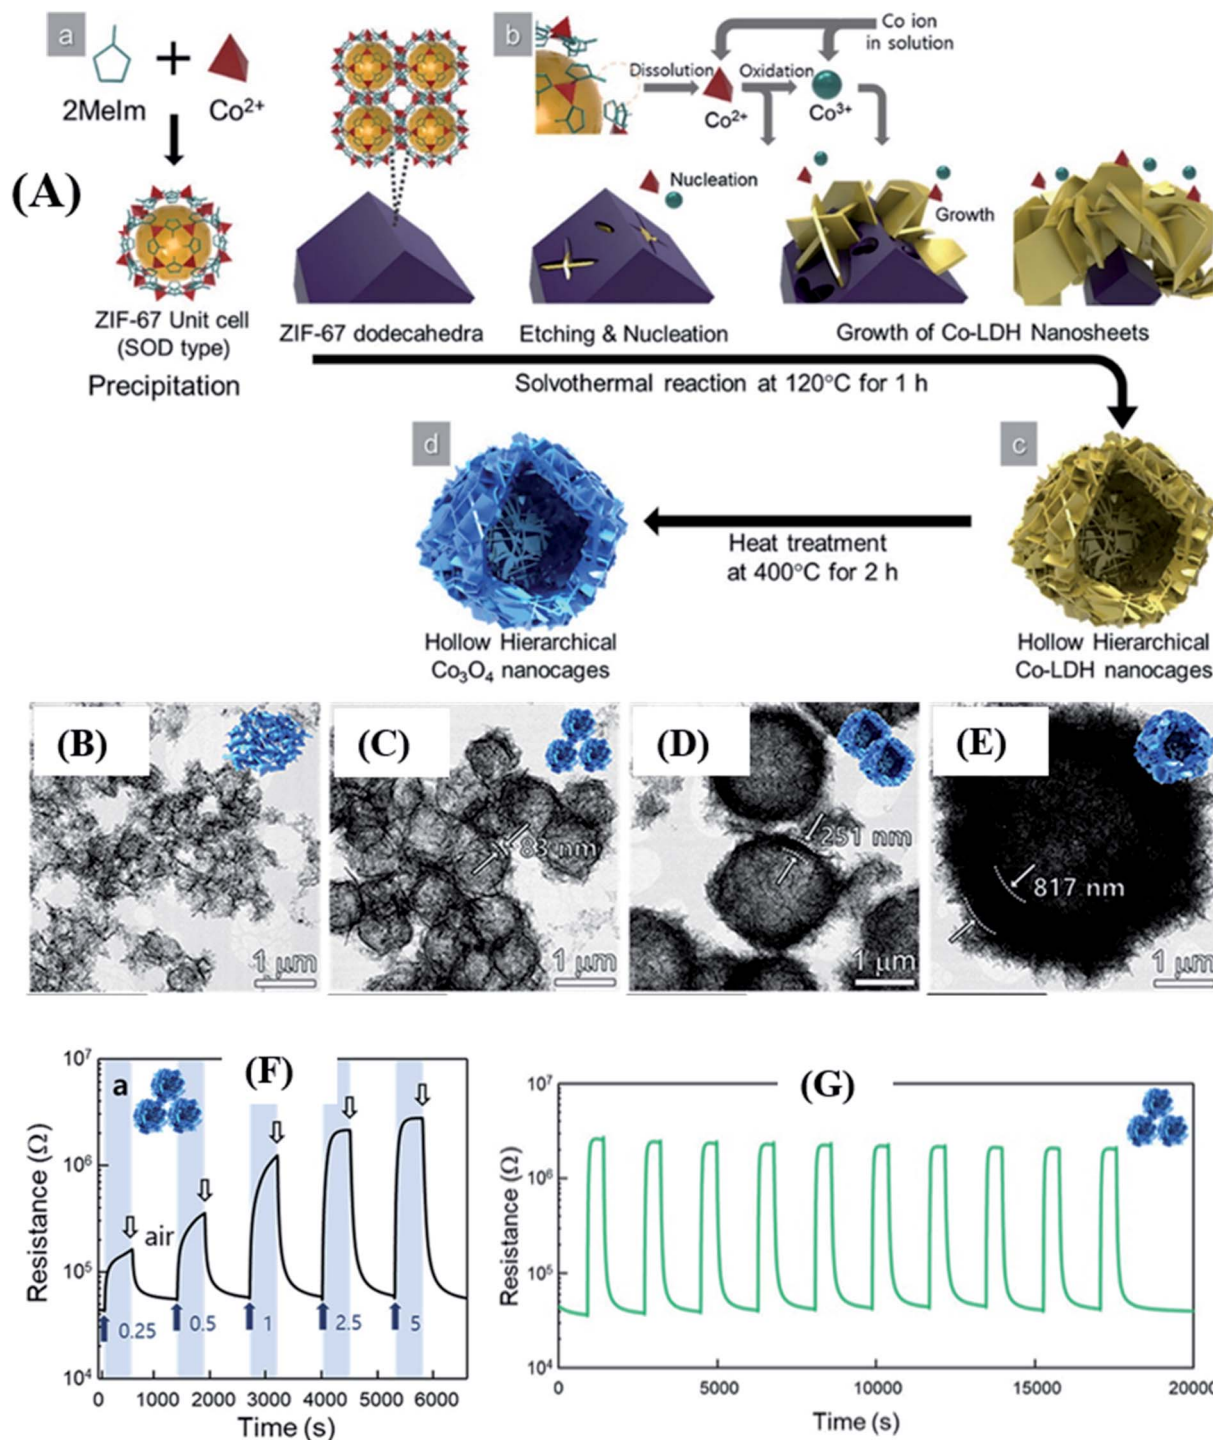 a
2MeIm
Co²⁺
(A)
ZIF-67 Unit cell
(SOD type)
Precipitation
ZIF-67 dodecahedra
b
Dissolution
Co²⁺
Oxidation
Co³⁺
Co ion
in solution
Nucleation
Growth
Etching & Nucleation
Growth of Co-LDH Nanosheets
Solvothermal reaction at 120°C for 1 h
d
c
Heat treatment
at 400°C for 2 h
Hollow Hierarchical
Co₃O₄ nanocages
Hollow Hierarchical
Co-LDH nanocages
(B)
1 μm
(C)
83 nm
1 μm
(D)
251 nm
1 μm
(E)
817 nm
1 μm
(F)
a
Resistance (Ω)
10⁷
10⁶
10⁵
10⁴
air
0.25
0.5
1
2.5
5
0 1000 2000 3000 4000 5000 6000
Time (s)
(G)
Resistance (Ω)
10⁷
10⁶
10⁵
10⁴
0 5000 10000 15000 20000
Time (s)